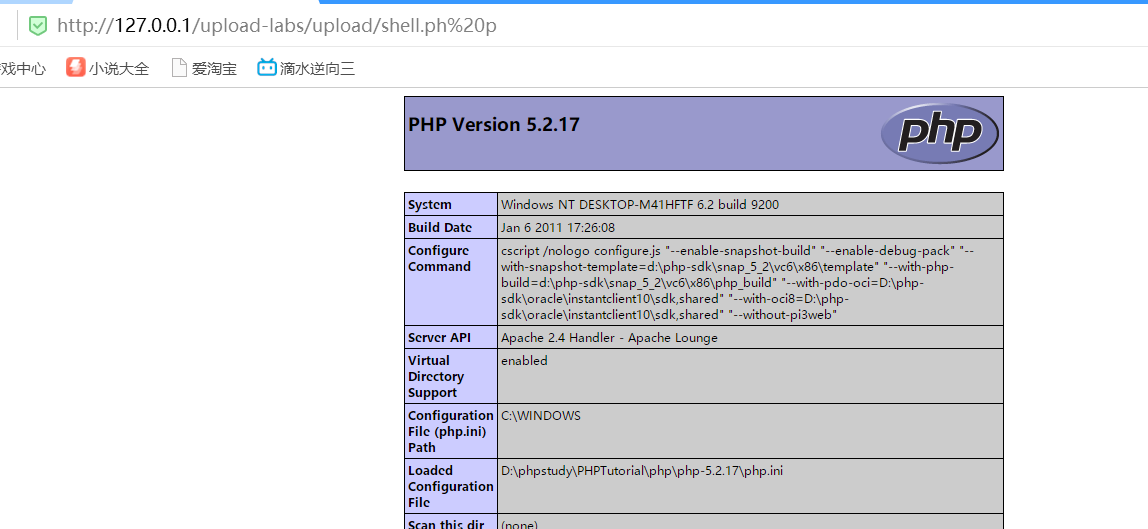 http://127.0.0.1/upload-labs/upload/shell.ph%20p
戏中心 小说大全 爱淘宝 滴水逆向三
PHP Version 5.2.17 php
System Windows NT DESKTOP-M41HFTF 6.2 build 9200
Build Date Jan 6 2011 17:26:08
Configure cscript /nologo configure.js "--enable-snapshot-build" "--enable-debug-pack" "--
Command with-snapshot-template=d:\php-sdk\snap_5_2\vc6\x86\template" "--with-php-
build=d:\php-sdk\snap_5_2\vc6\x86\php_build" "--with-pdo-oci=D:\php-
sdk\oracle\instantclient10\sdk,shared" "--with-oci8=D:\php-
sdk\oracle\instantclient10\sdk,shared" "--without-pi3web"
Server API Apache 2.4 Handler - Apache Lounge
Virtual enabled
Directory
Support
Configuration C:\WINDOWS
File (php.ini)
Path
Loaded D:\phpstudy\PHPTutorial\php\php-5.2.17\php.ini
Configuration
File
Scan this dir (none)